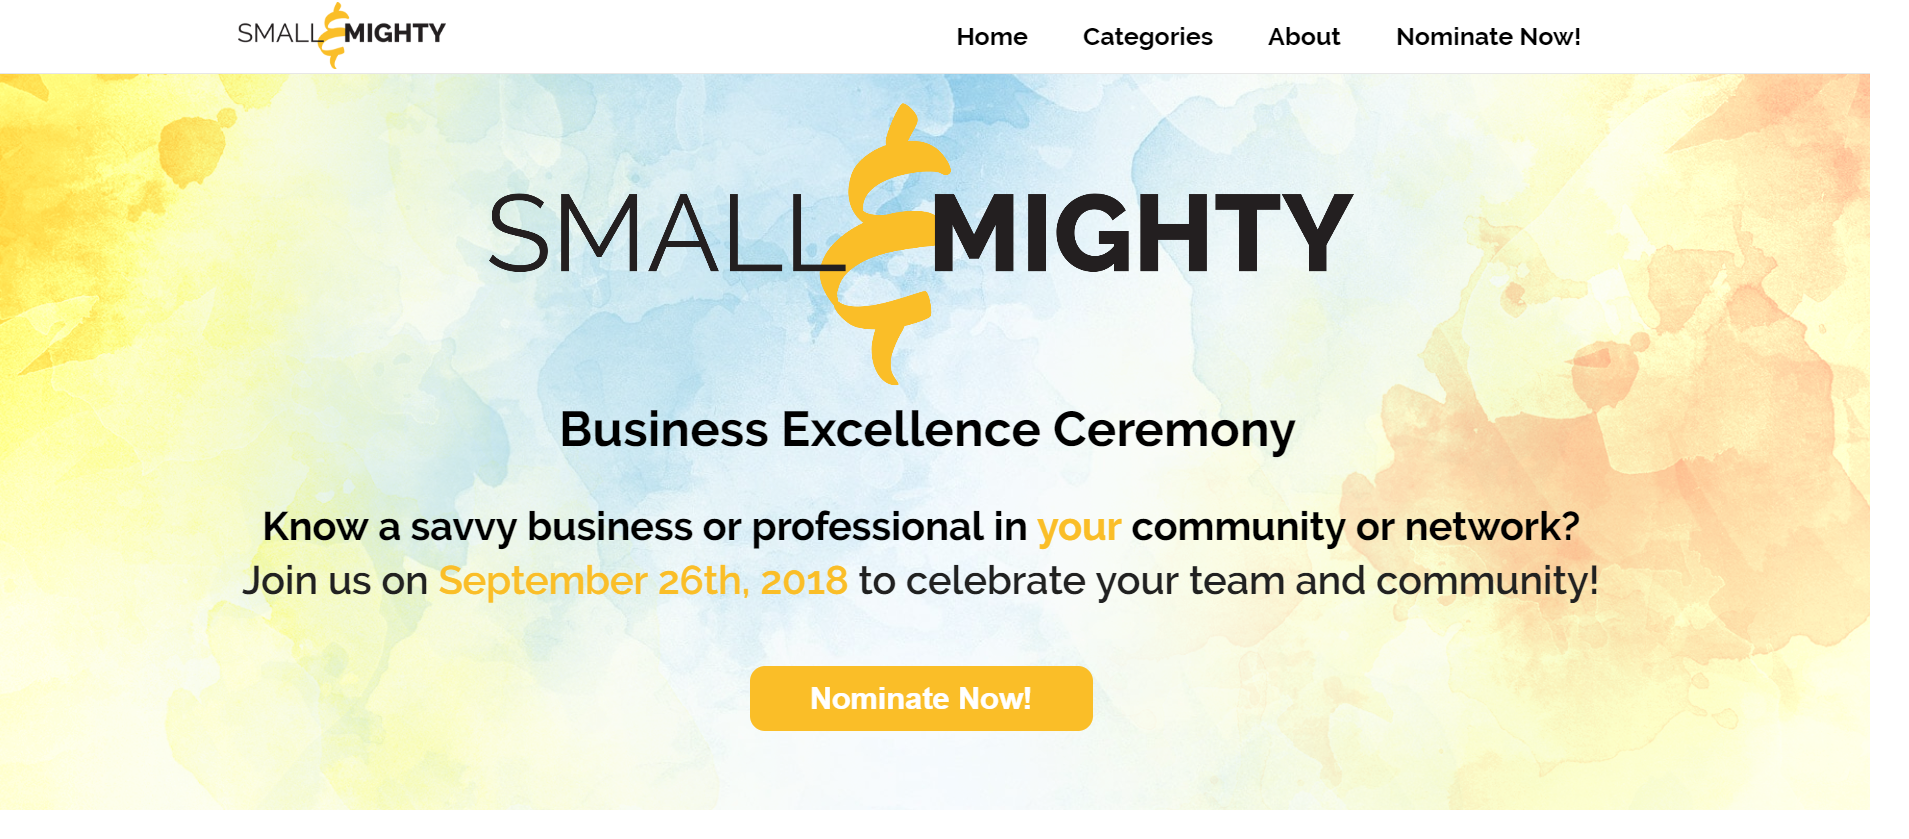 SMALL & MIGHTY
Home Categories About Nominate Now!
SMALL & MIGHTY
Business Excellence Ceremony
Know a savvy business or professional in your community or network?
Join us on September 26th, 2018 to celebrate your team and community!
Nominate Now!